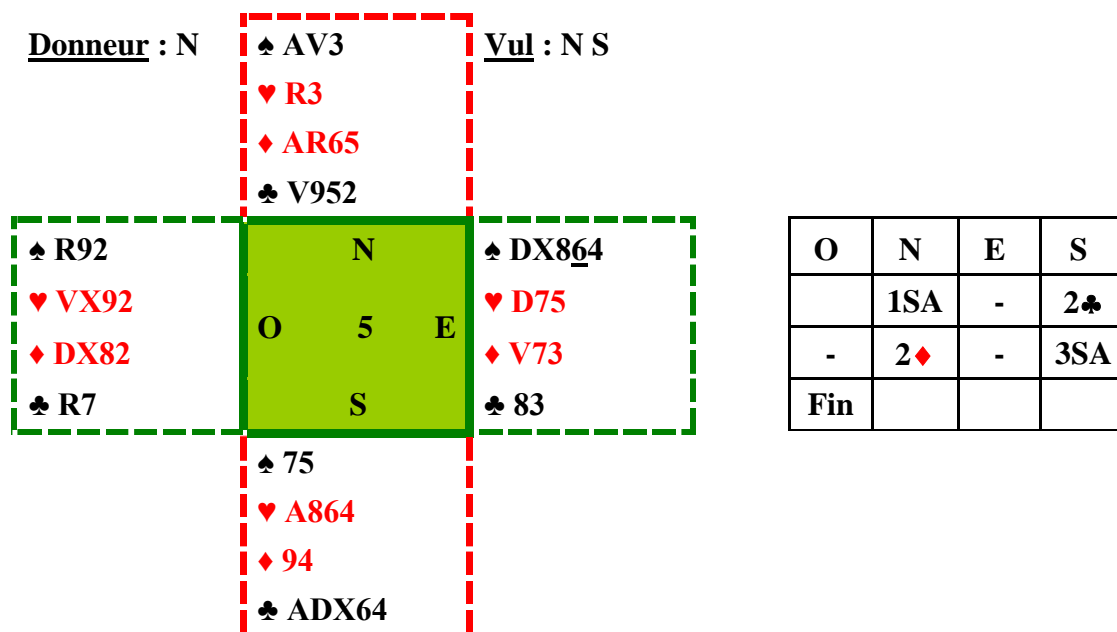 Donneur : N
♠ AV3
Vul : N S
♥ R3
♦ AR65
♣ V952
♠ R92
N
♠ DX864
♥ VX92
O 5 E
♥ D75
♦ DX82
♦ V73
♣ R7
S
♣ 83
♠ 75
♥ A864
♦ 94
♣ ADX64
O N E S
1SA - 2♣
- 2♦ - 3SA
Fin